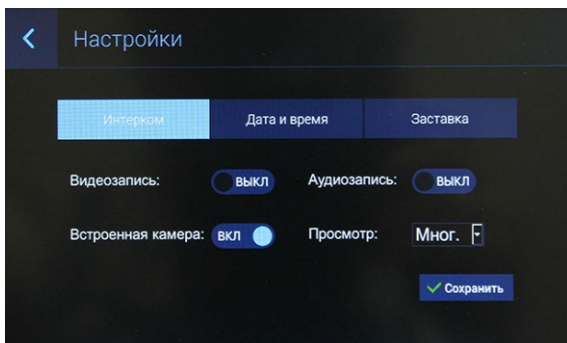 Настройки
Интерком Дата и время Заставка
Видеозапись: ВЫКЛ Аудиозапись: ВЫКЛ
Встроенная камера: ВКЛ Просмотр: Мног.
Сохранить